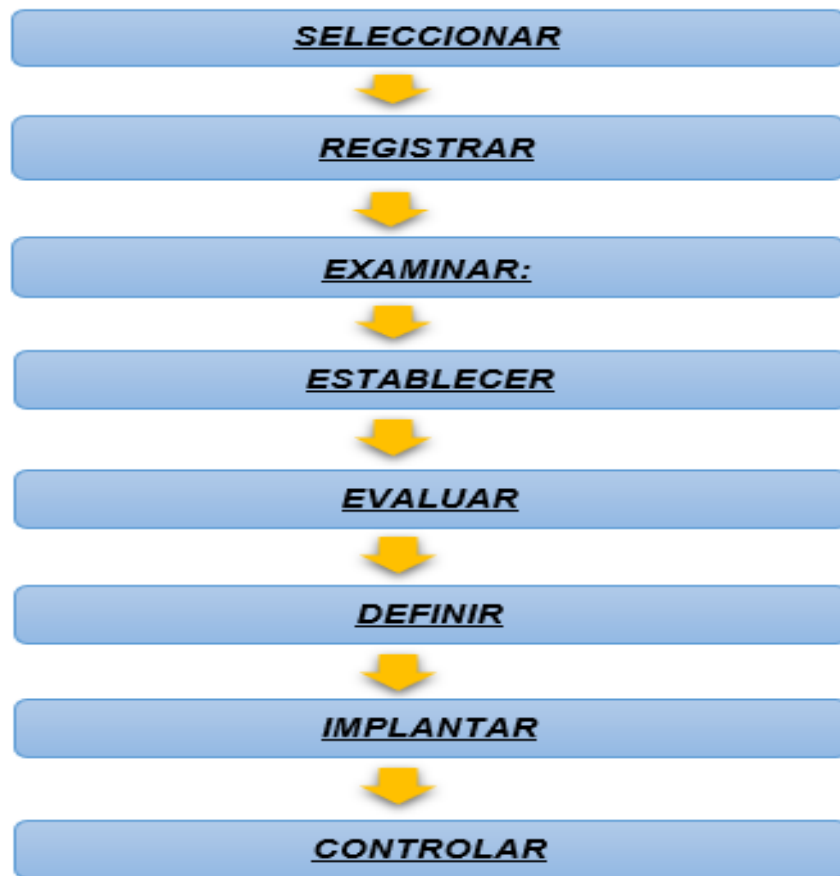 SELECCIONAR
REGISTRAR
EXAMINAR:
ESTABLECER
EVALUAR
DEFINIR
IMPLANTAR
CONTROLAR